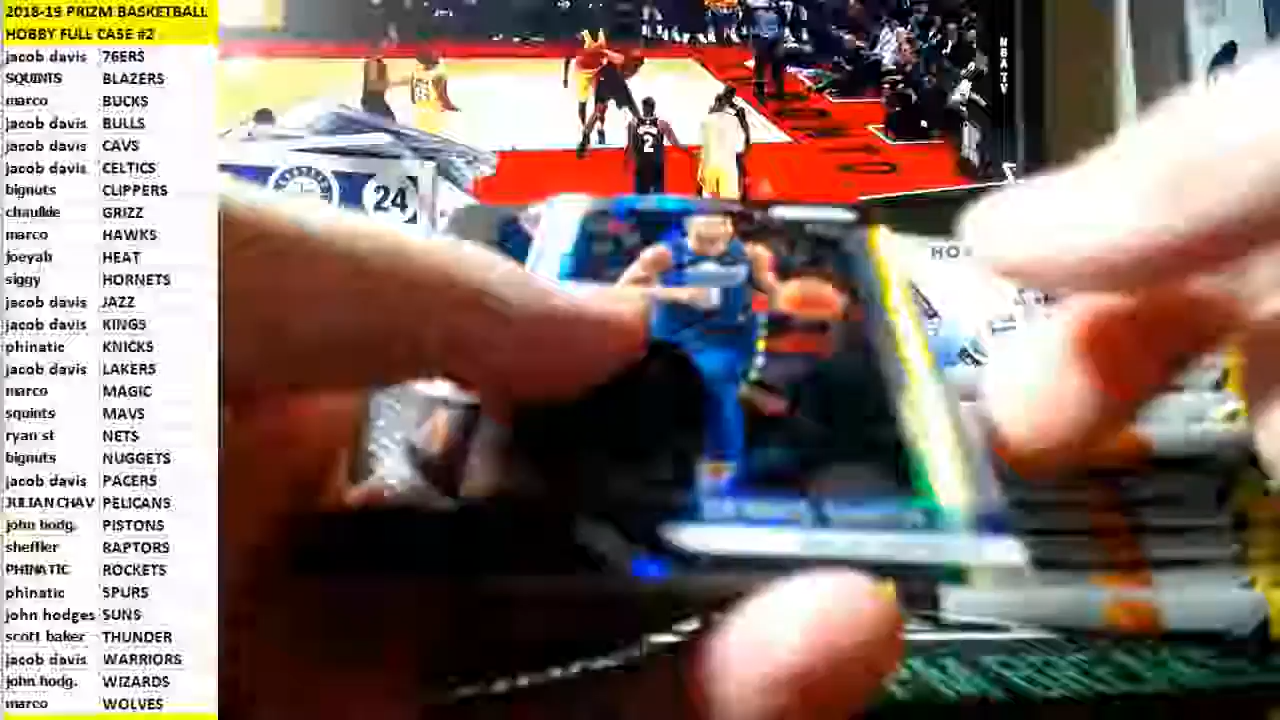 2018-19 PRIZM BASKETBALL
HOBBY FULL CASE #2
jacob davis 76ERS
SQUINTS BLAZERS
marco BUCKS
jacob davis BULLS
jacob davis CAVS
jacob davis CELTICS
bignuts CLIPPERS
chaulkie GRIZZ
marco HAWKS
joeyah HEAT
siggy HORNETS
jacob davis JAZZ
jacob davis KINGS
phinatic KNICKS
jacob davis LAKERS
marco MAGIC
squints MAVS
ryan st NETS
bignuts NUGGETS
jacob davis PACERS
JULIAN CHAV PELICANS
john hodg. PISTONS
sheffler RAPTORS
PHINATIC ROCKETS
phinatic SPURS
john hodges SUNS
scott baker THUNDER
jacob davis WARRIORS
john hodg. WIZARDS
marco WOLVES
NBA TV
24
2